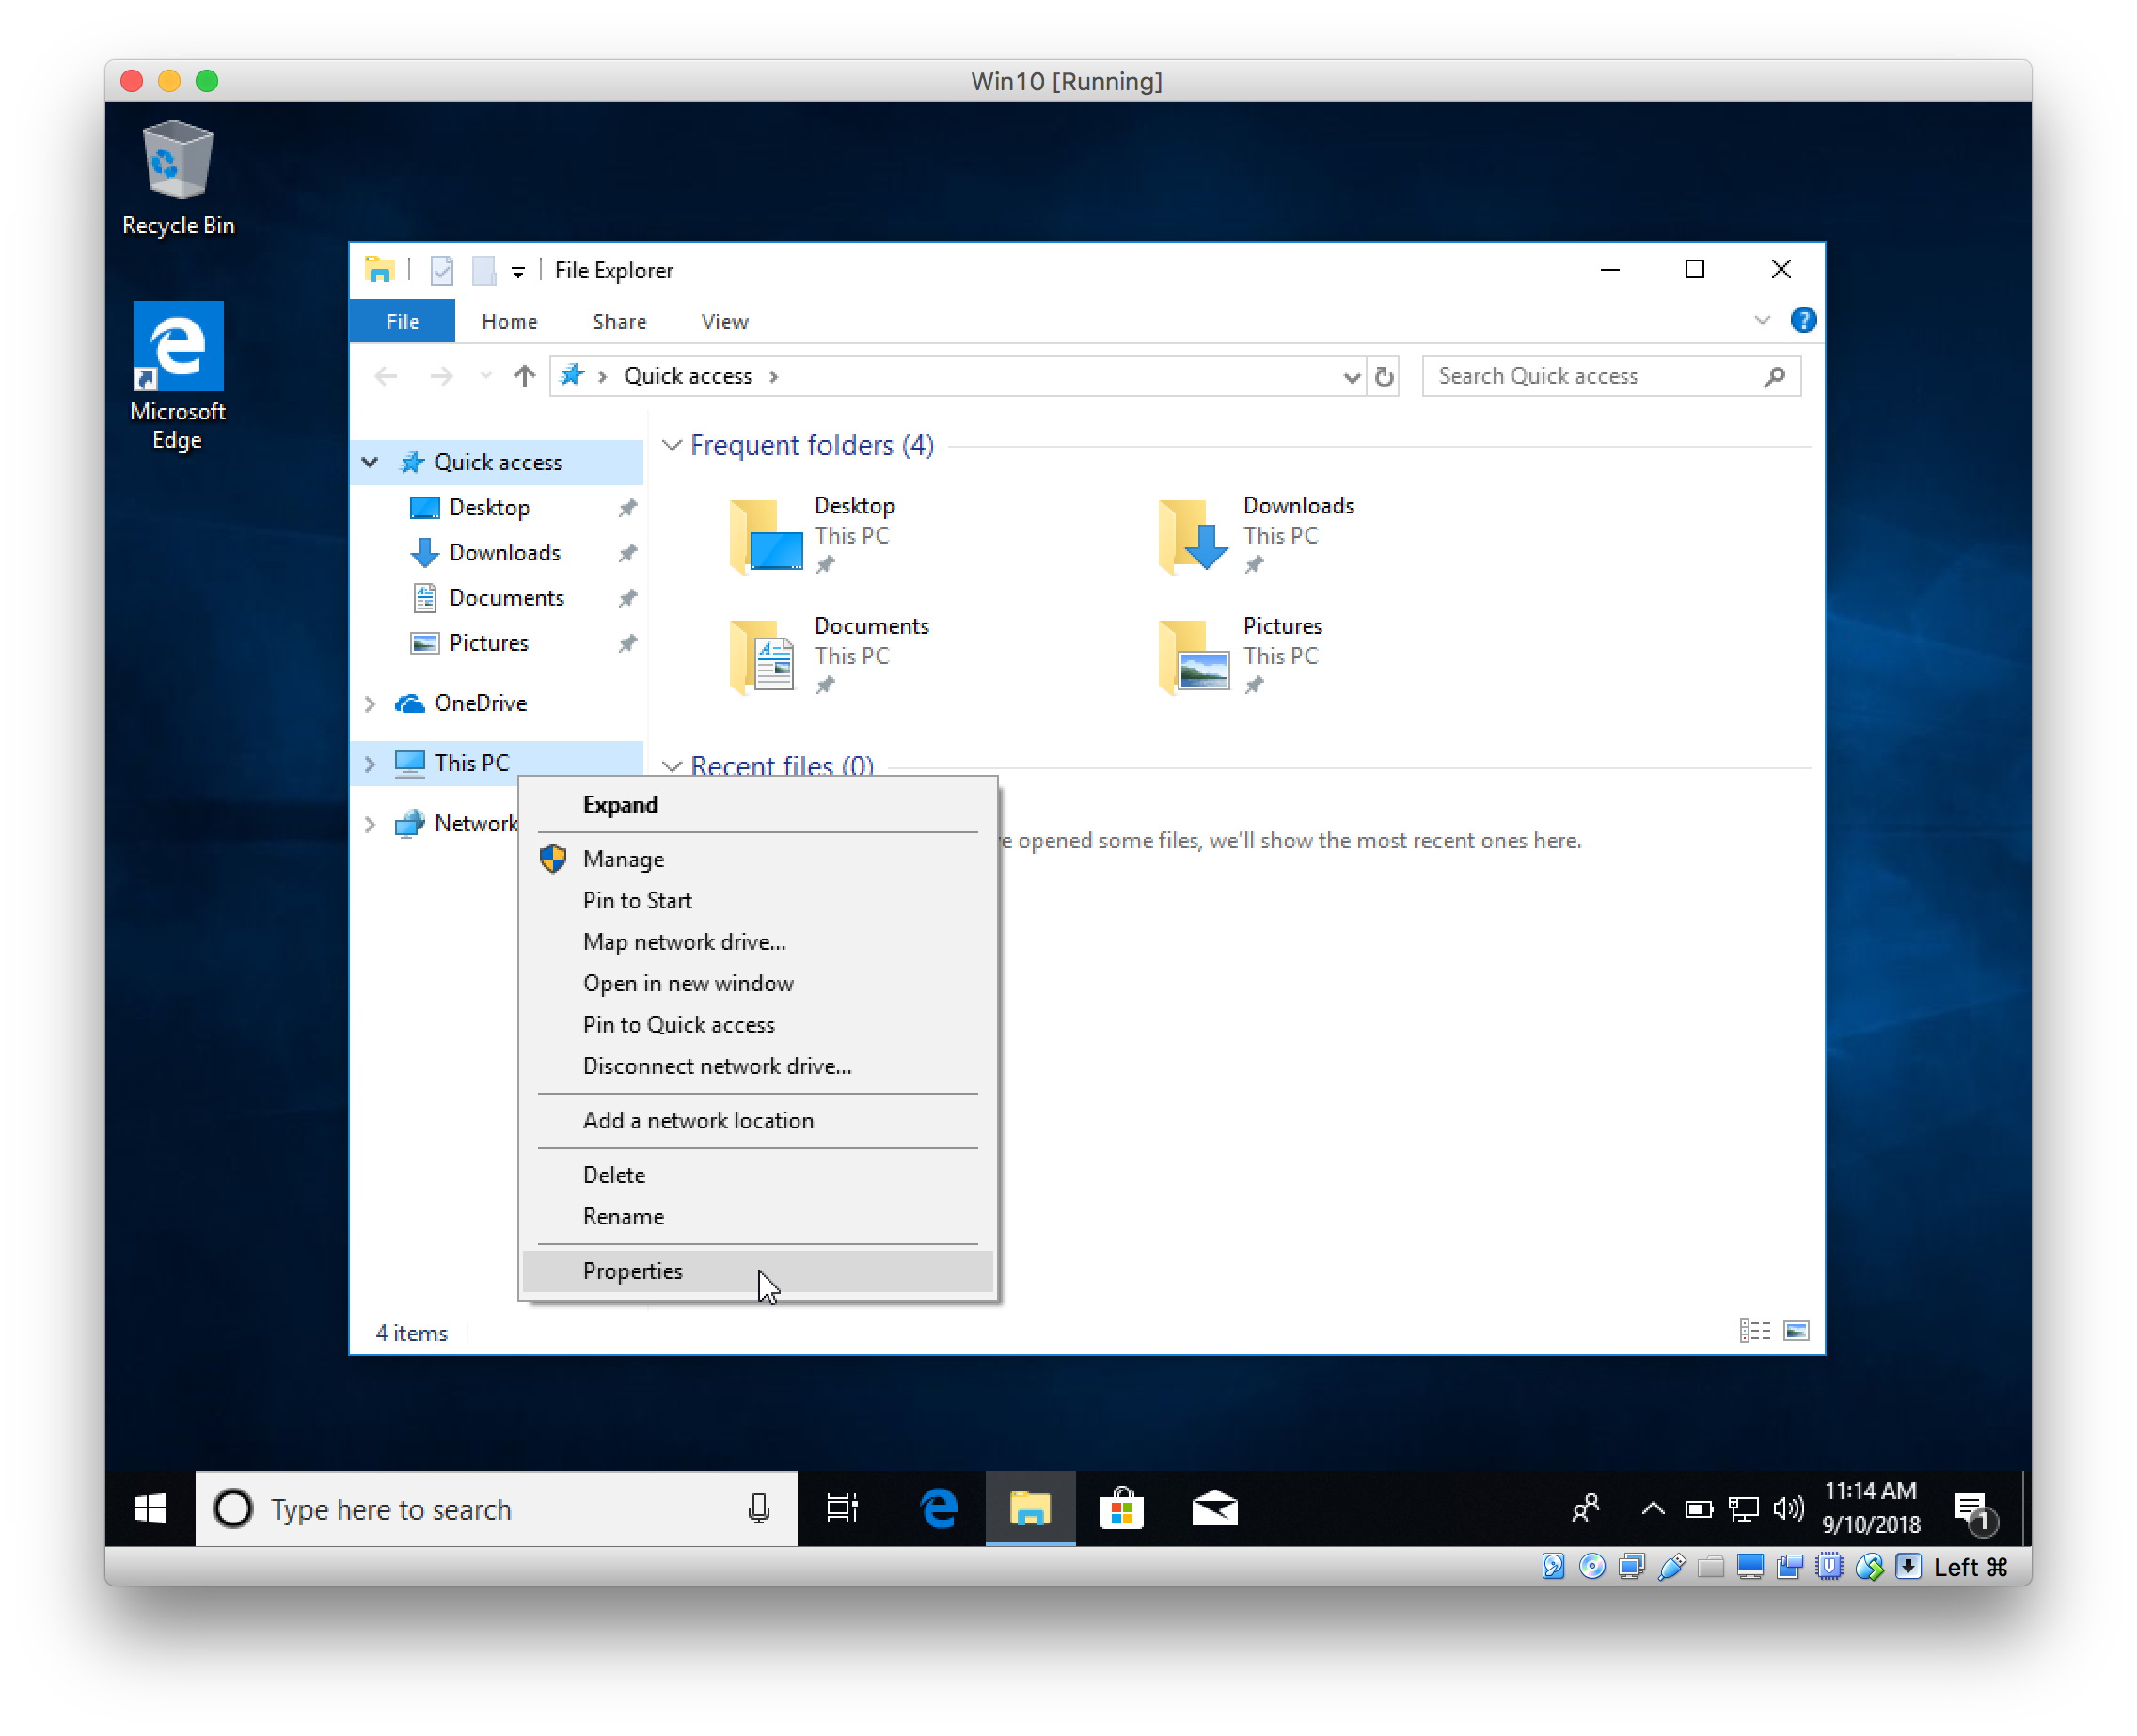 Win10 [Running]
Recycle Bin
Microsoft
Edge
File Explorer
File Home Share View
?
Quick access
Search Quick access
Quick access
Desktop
Downloads
Documents
Pictures
OneDrive
This PC
Network
Frequent folders (4)
Desktop
This PC
Downloads
This PC
Documents
This PC
Pictures
This PC
Recent files (0)
opened some files, we'll show the most recent ones here.
Expand
Manage
Pin to Start
Map network drive...
Open in new window
Pin to Quick access
Disconnect network drive...
Add a network location
Delete
Rename
Properties
4 items
Type here to search
11:14 AM
9/10/2018
1
Left ⌘